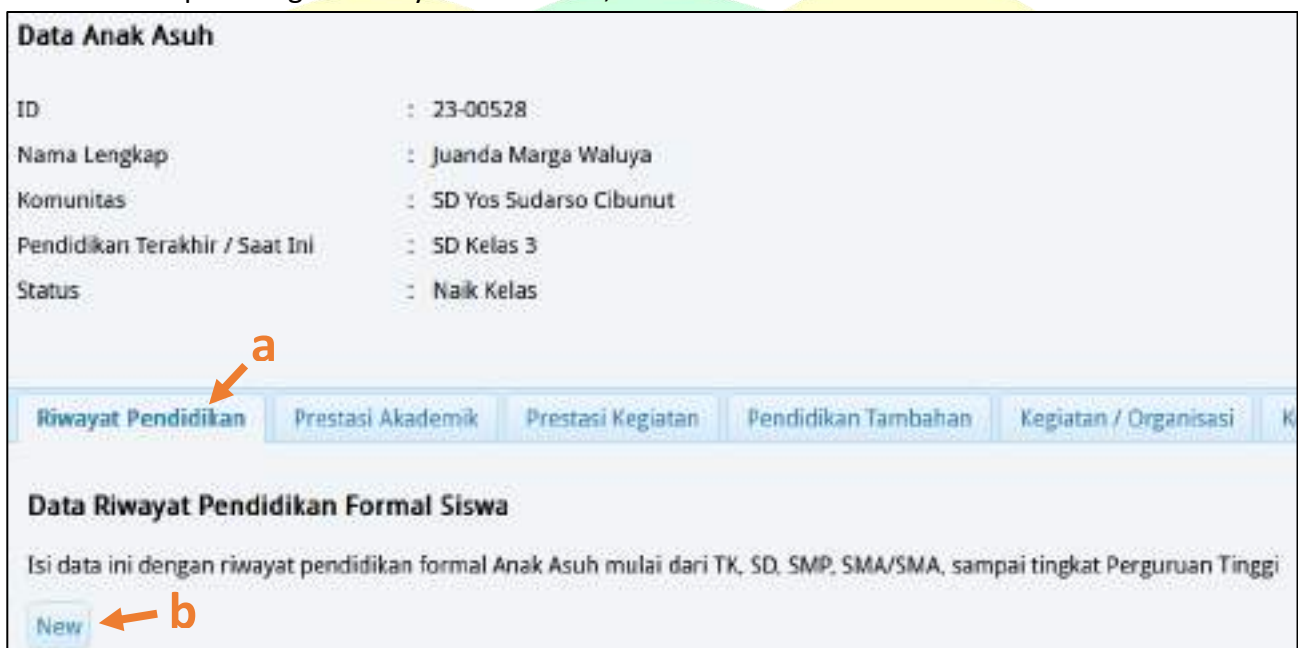 Data Anak Asuh
ID : 23-00528
Nama Lengkap : Juanda Marga Waluya
Komunitas : SD Yos Sudarso Cibunut
Pendidikan Terakhir / Saat Ini : SD Kelas 3
Status : Naik Kelas
a
Riwayat Pendidikan Prestasi Akademik Prestasi Kegiatan Pendidikan Tambahan Kegiatan / Organisasi
Data Riwayat Pendidikan Formal Siswa
Isi data ini dengan riwayat pendidikan formal Anak Asuh mulai dari TK, SD, SMP, SMA/SMA, sampai tingkat Perguruan Tinggi
New b